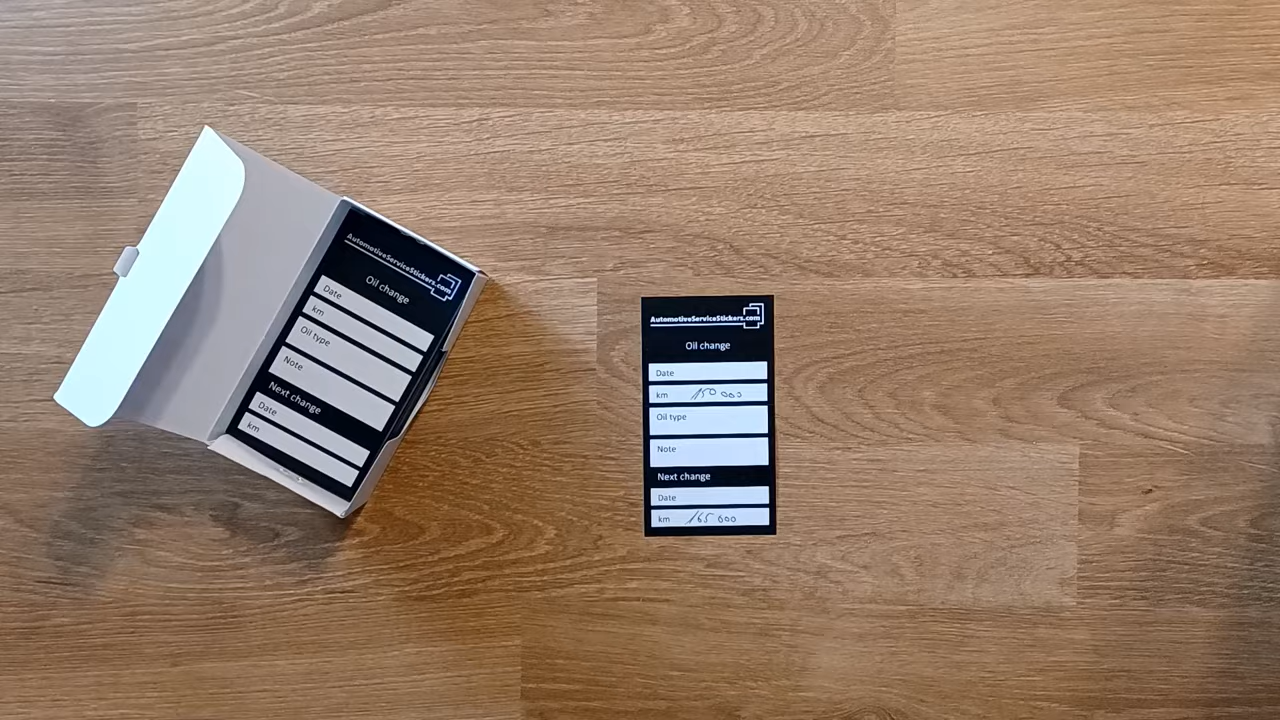 AutomotiveServiceStickers.com
Oil change
Date
km
Oil type
Note
Next change
Date
km
AutomotiveServiceStickers.com
Oil change
Date
km 150 000
Oil type
Note
Next change
Date
km 165 000